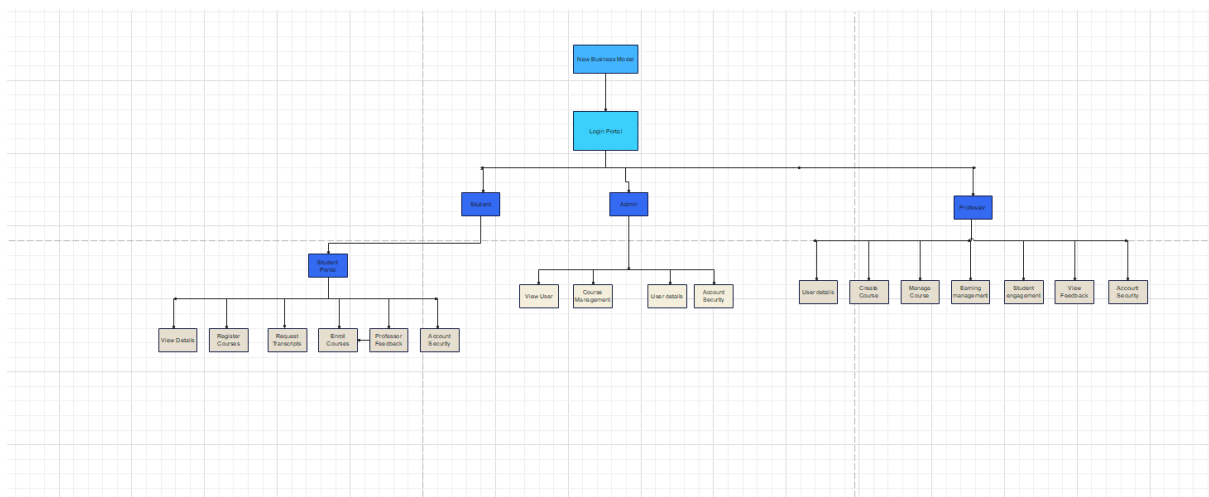 New Business Model
Login Portal
Student
Admin
Professor
Student
Portal
View User
Course
Management
User details
Account
Security
User details
Create
Course
Manage
Course
Earning
management
Student
engagement
View
Feedback
Account
Security
View Details
Register
Courses
Request
Transcripts
Enroll
Courses
Professor
Feedback
Account
Security